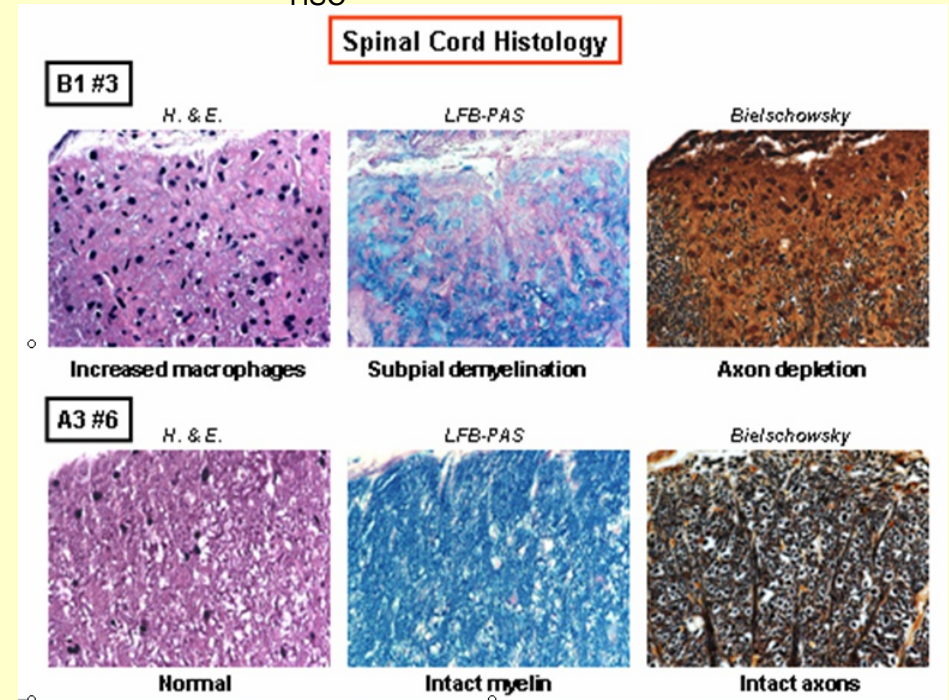 Spinal Cord Histology
B1 #3
H. & E. LFB-PAS Bielschowsky
Increased macrophages Subpial demyelination Axon depletion
A3 #6
H. & E. LFB-PAS Bielschowsky
Normal Intact myelin Intact axons